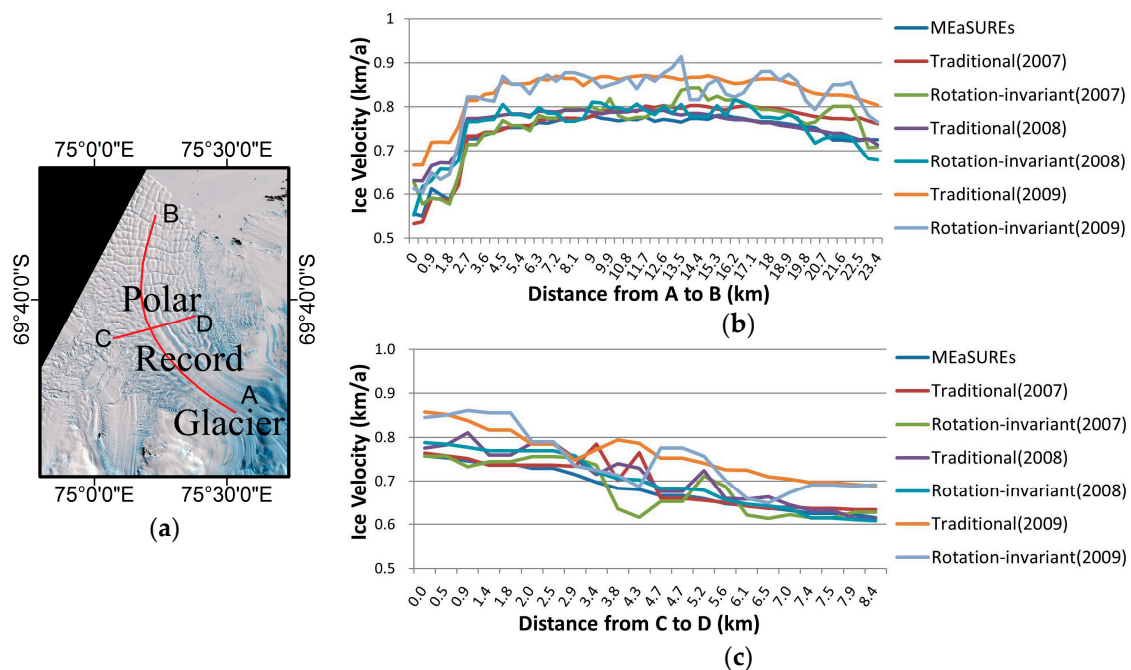 75°0'0"E 75°30'0"E
69°40'0"S
B
Polar
D
C
Record
A
Glacier
69°40'0"S
75°0'0"E 75°30'0"E
(a)
Ice Velocity (km/a)
1
0.9
0.8
0.7
0.6
0.5
0 0.9 1.8 2.7 3.6 4.5 5.4 6.3 7.2 8.1 9 9.9 10.8 11.7 12.6 13.5 14.4 15.3 16.2 17.1 18 18.9 19.8 20.7 21.6 22.5 23.4
Distance from A to B (km)
MEaSUREs
Traditional(2007)
Rotation-invariant(2007)
Traditional(2008)
Rotation-invariant(2008)
Traditional(2009)
Rotation-invariant(2009)
(b)
Ice Velocity (km/a)
1.0
0.9
0.8
0.7
0.6
0.5
0.0 0.5 0.9 1.4 1.8 2.0 2.5 2.9 3.4 3.8 4.3 4.7 4.7 5.2 5.6 6.1 6.5 7.0 7.4 7.5 7.9 8.4
Distance from C to D (km)
MEaSUREs
Traditional(2007)
Rotation-invariant(2007)
Traditional(2008)
Rotation-invariant(2008)
Traditional(2009)
Rotation-invariant(2009)
(c)